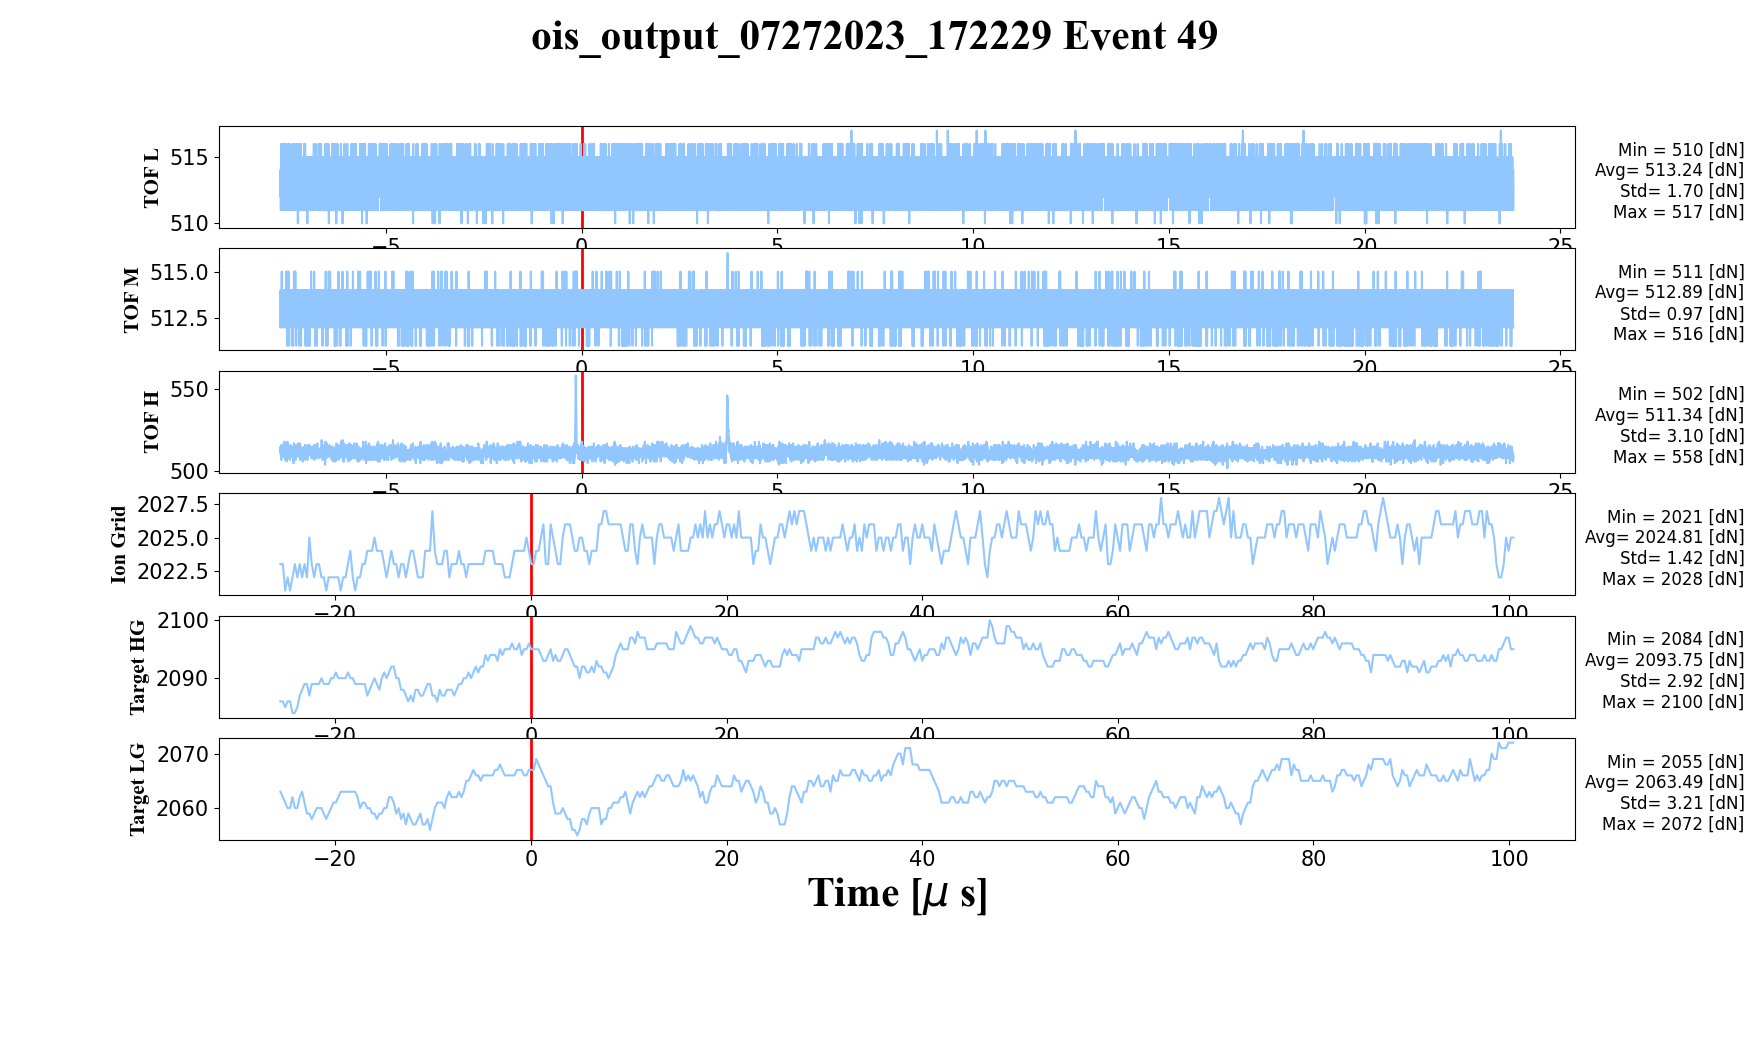 ois_output_07272023_172229 Event 49
TOF L
515
510
−5 0 5 10 15 20 25
Min = 510 [dN]
Avg= 513.24 [dN]
Std= 1.70 [dN]
Max = 517 [dN]
TOF M
515.0
512.5
−5 0 5 10 15 20 25
Min = 511 [dN]
Avg= 512.89 [dN]
Std= 0.97 [dN]
Max = 516 [dN]
TOF H
550
500
−5 0 5 10 15 20 25
Min = 502 [dN]
Avg= 511.34 [dN]
Std= 3.10 [dN]
Max = 558 [dN]
Ion Grid
2027.5
2025.0
2022.5
−20 0 20 40 60 80 100
Min = 2021 [dN]
Avg= 2024.81 [dN]
Std= 1.42 [dN]
Max = 2028 [dN]
Target HG
2100
2090
−20 0 20 40 60 80 100
Min = 2084 [dN]
Avg= 2093.75 [dN]
Std= 2.92 [dN]
Max = 2100 [dN]
Target LG
2070
2060
−20 0 20 40 60 80 100
Min = 2055 [dN]
Avg= 2063.49 [dN]
Std= 3.21 [dN]
Max = 2072 [dN]
Time [μ s]